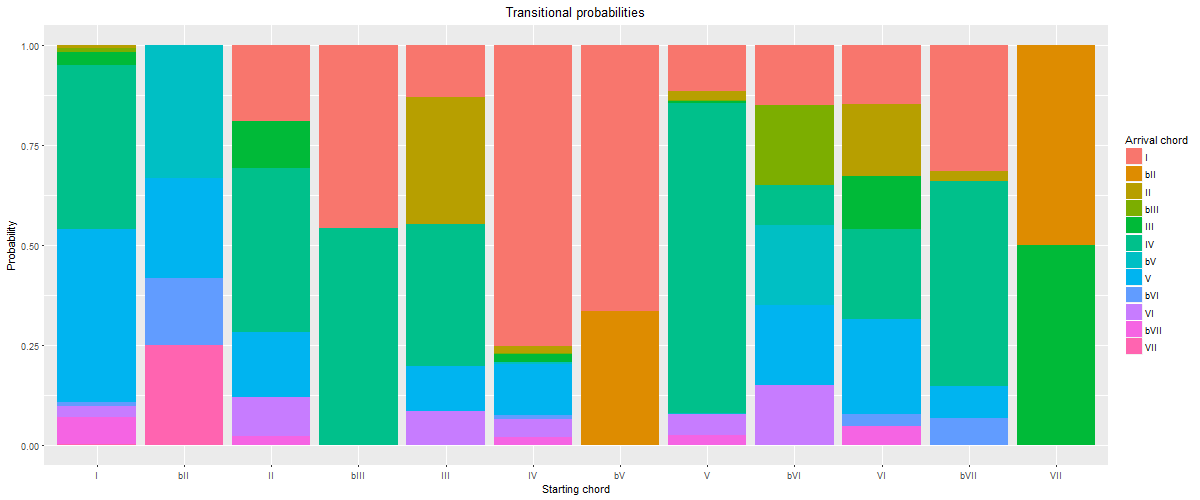 Transitional probabilities
1.00
0.75
0.50
0.25
0.00
Probability
I bII II bIII III IV bV V bVI VI bVII VII
Starting chord
Arrival chord
I
bII
II
bIII
III
IV
bV
V
bVI
VI
bVII
VII